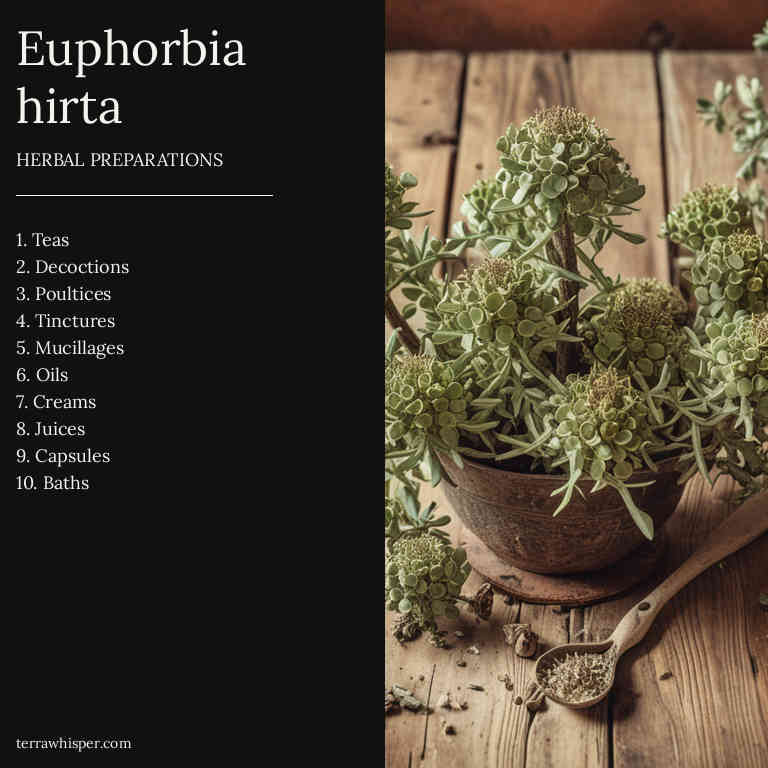 Euphorbia
hirta
HERBAL PREPARATIONS
1. Teas
2. Decoctions
3. Poultices
4. Tinctures
5. Mucillages
6. Oils
7. Creams
8. Juices
9. Capsules
10. Baths
terrawhisper.com